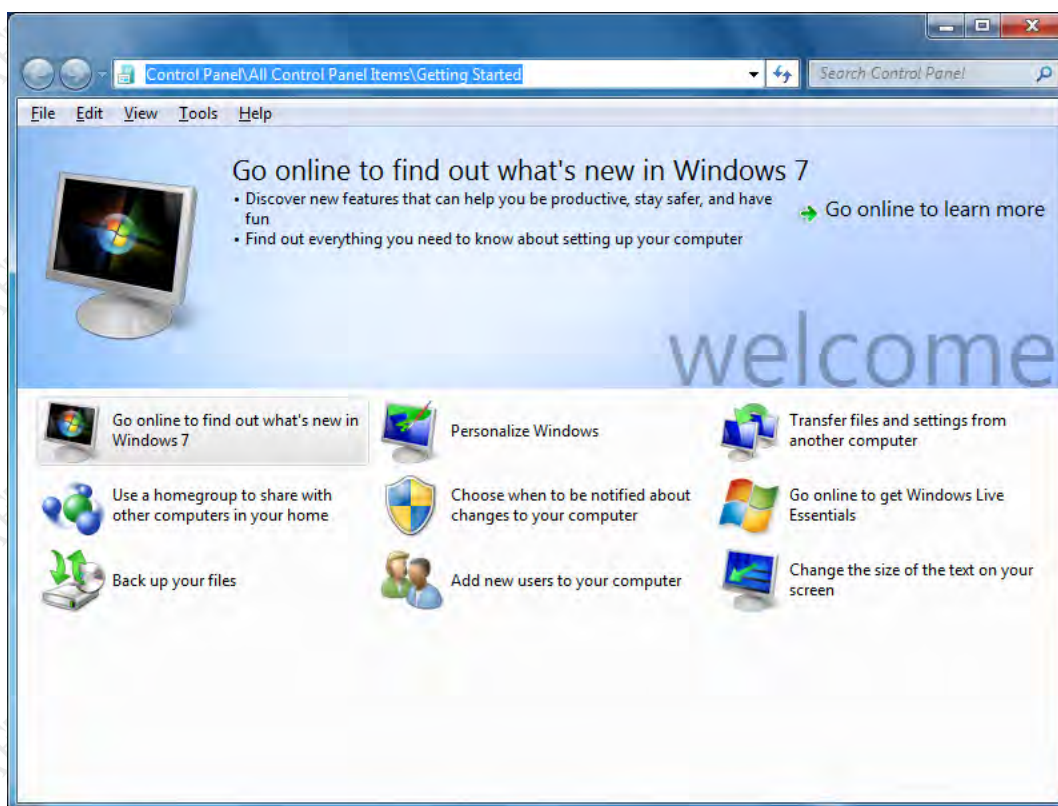 Control Panel\All Control Panel Items\Getting Started
Search Control Panel
File Edit View Tools Help
Go online to find out what's new in Windows 7
• Discover new features that can help you be productive, stay safer, and have
fun
• Find out everything you need to know about setting up your computer
Go online to learn more
welcome
Go online to find out what's new in
Windows 7
Personalize Windows
Transfer files and settings from
another computer
Use a homegroup to share with
other computers in your home
Choose when to be notified about
changes to your computer
Go online to get Windows Live
Essentials
Back up your files
Add new users to your computer
Change the size of the text on your
screen